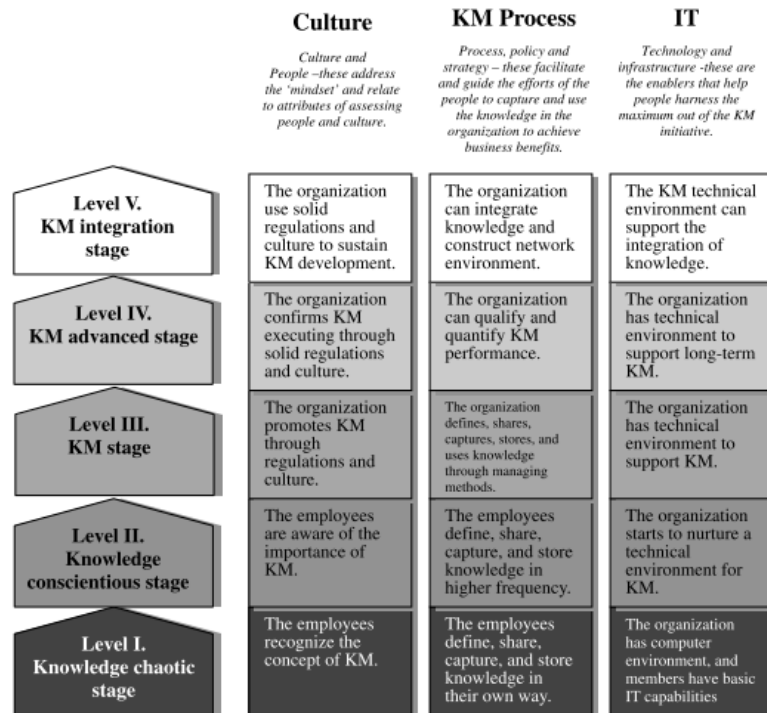 Culture
Culture and
People –these address
the 'mindset' and relate
to attributes of assessing
people and culture.
KM Process
Process, policy and
strategy – these facilitate
and guide the efforts of the
people to capture and use
the knowledge in the
organization to achieve
business benefits.
IT
Technology and
infrastructure -these are
the enablers that help
people harness the
maximum out of the KM
initiative.
Level V.
KM integration
stage
The organization
use solid
regulations and
culture to sustain
KM development.
The organization
can integrate
knowledge and
construct network
environment.
The KM technical
environment can
support the
integration of
knowledge.
Level IV.
KM advanced stage
The organization
confirms KM
executing through
solid regulations
and culture.
The organization
can qualify and
quantify KM
performance.
The organization
has technical
environment to
support long-term
KM.
Level III.
KM stage
The organization
promotes KM
through
regulations and
culture.
The organization
defines, shares,
captures, stores, and
uses knowledge
through managing
methods.
The organization
has technical
environment to
support KM.
Level II.
Knowledge
conscientious stage
The employees
are aware of the
importance of
KM.
The employees
define, share,
capture, and store
knowledge in
higher frequency.
The organization
starts to nurture a
technical
environment for
KM.
Level I.
Knowledge chaotic
stage
The employees
recognize the
concept of KM.
The employees
define, share,
capture, and store
knowledge in
their own way.
The organization
has computer
environment, and
members have basic
IT capabilities